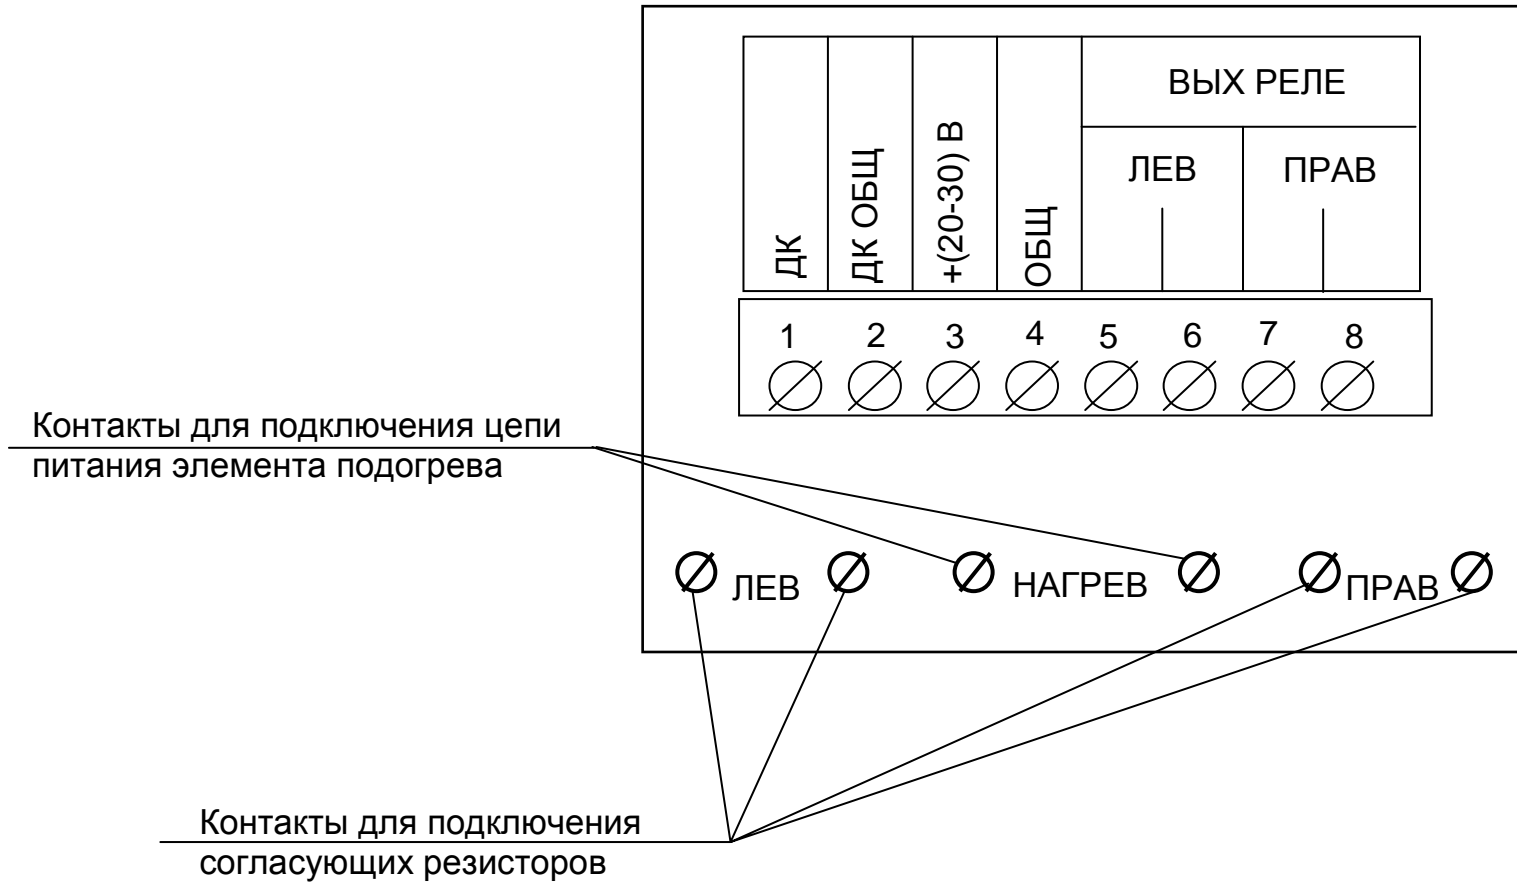 ВЫХ РЕЛЕ
ДК
ДК ОБЩ
+(20-30) В
ОБЩ
ЛЕВ
ПРАВ
1 2 3 4 5 6 7 8
Контакты для подключения цепи
питания элемента подогрева
ЛЕВ НАГРЕВ ПРАВ
Контакты для подключения
согласующих резисторов